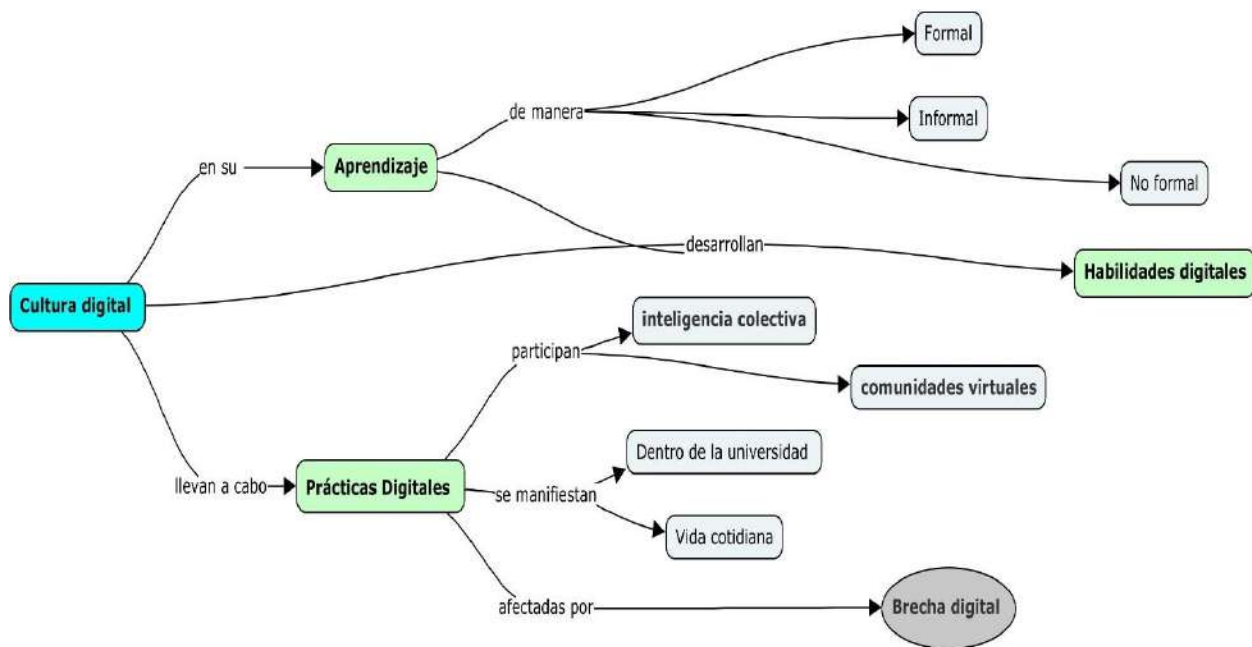 Formal
de manera
Informal
en su
Aprendizaje
No formal
desarrollan
Habilidades digitales
Cultura digital
inteligencia colectiva
participan
comunidades virtuales
Dentro de la universidad
llevan a cabo
Prácticas Digitales
se manifiestan
Vida cotidiana
afectadas por
Brecha digital